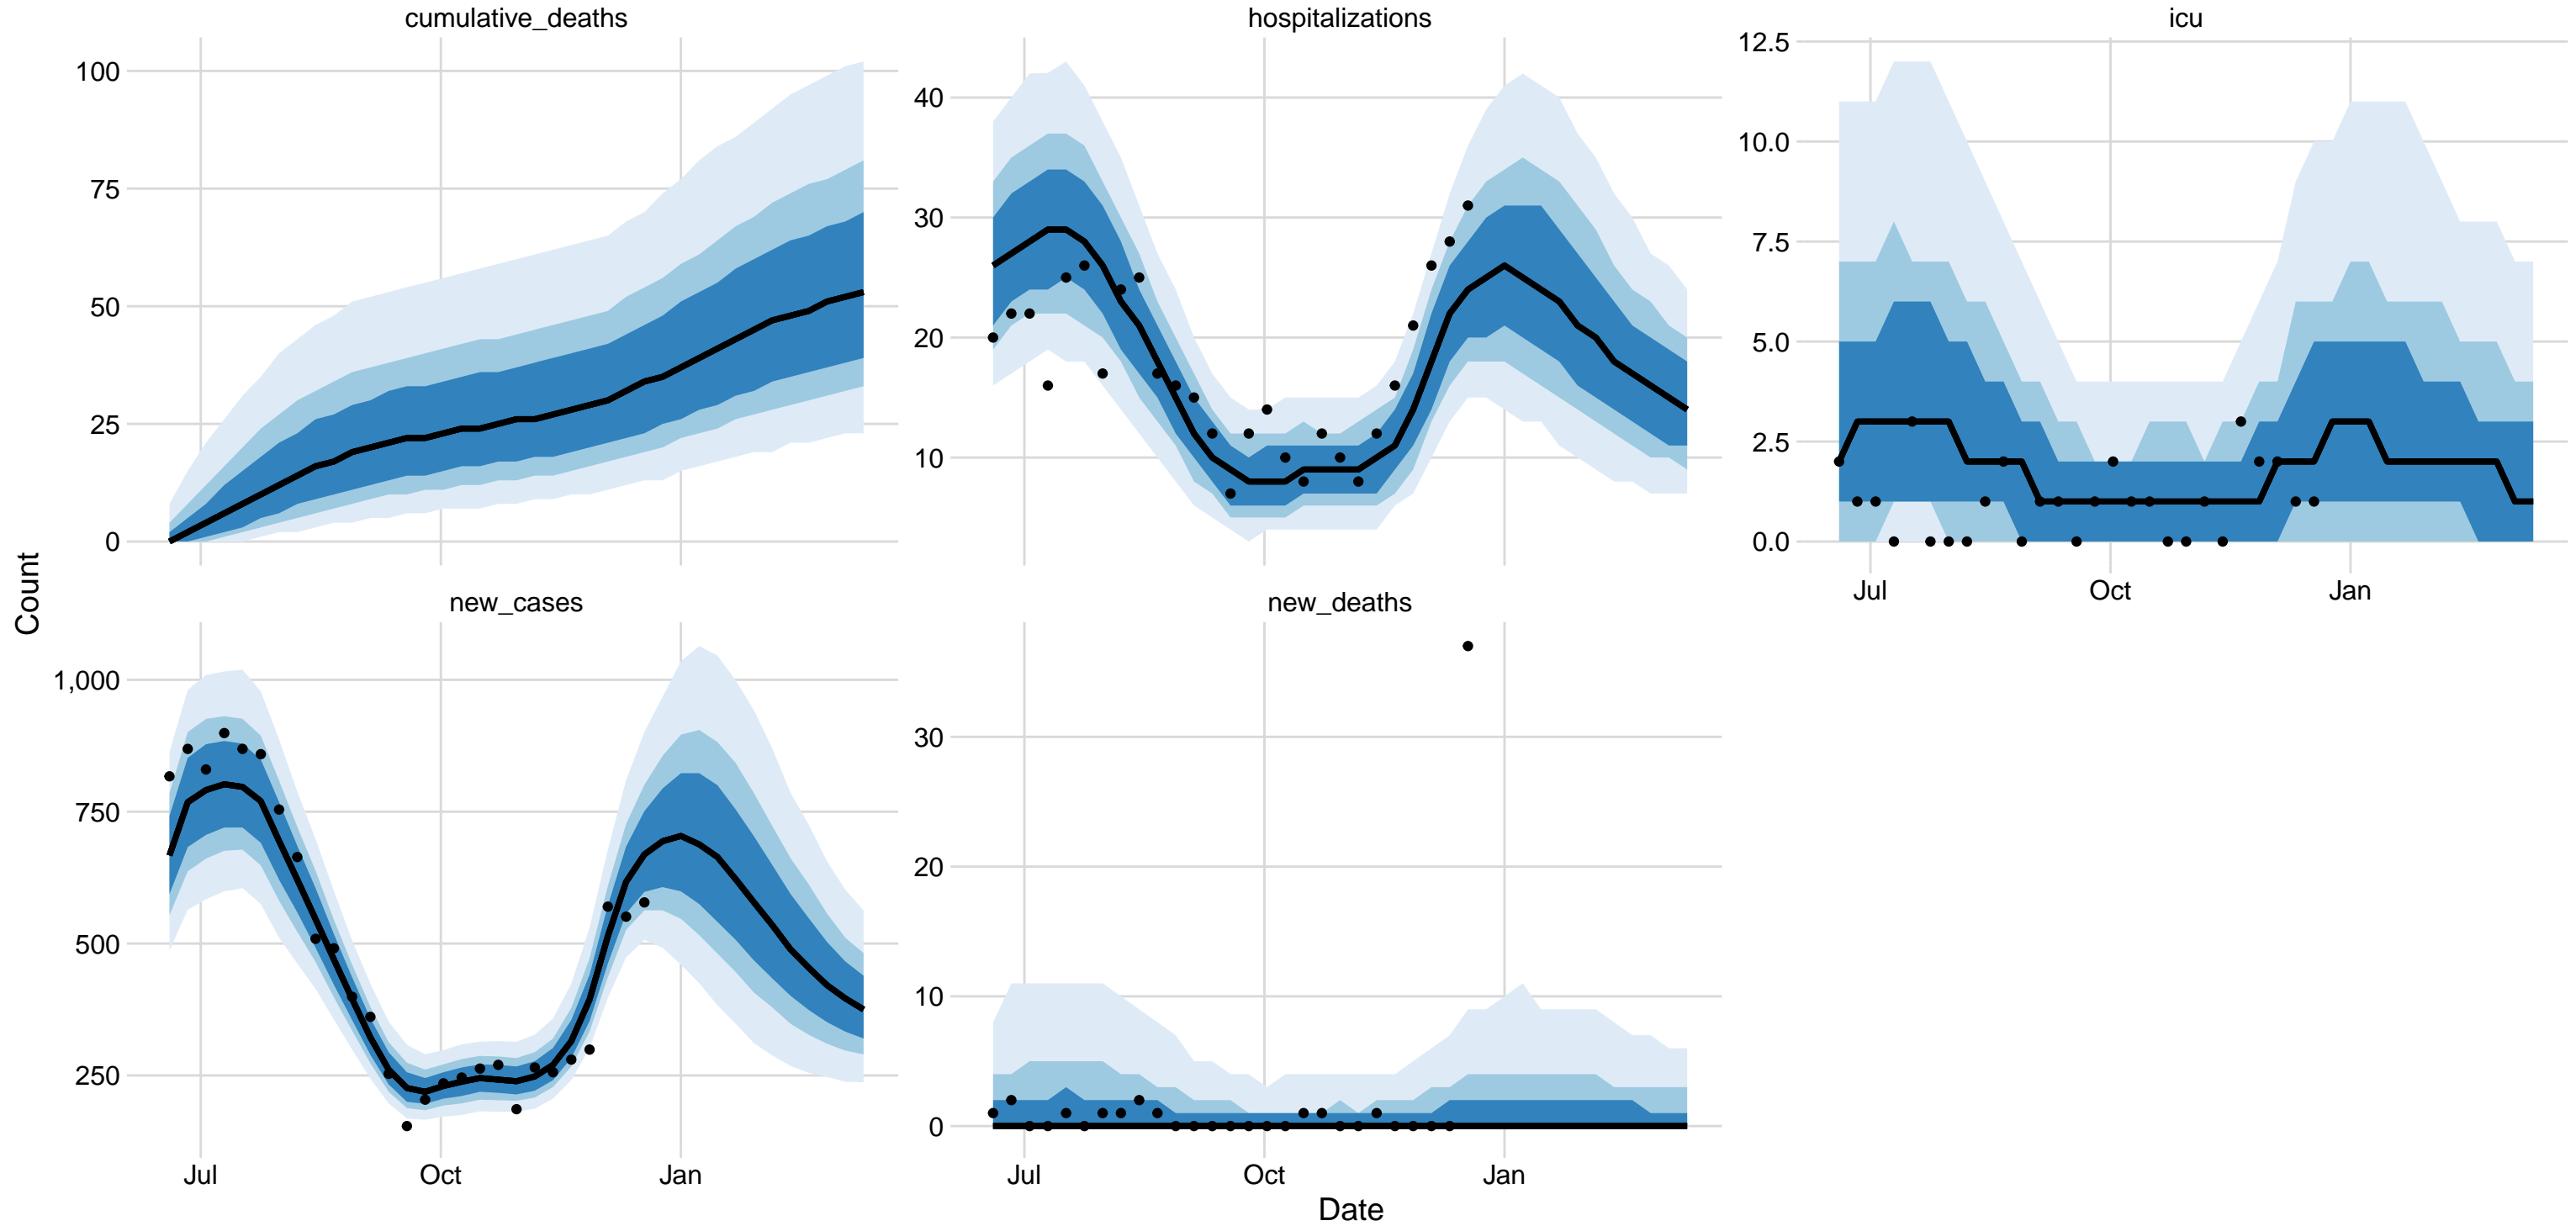 cumulative_deaths
100
75
50
25
0
hospitalizations
40
30
20
10
icu
12.5
10.0
7.5
5.0
2.5
0.0
Jul Oct Jan
Count
new_cases
1,000
750
500
250
Jul Oct Jan
new_deaths
30
20
10
0
Jul Oct Jan
Date